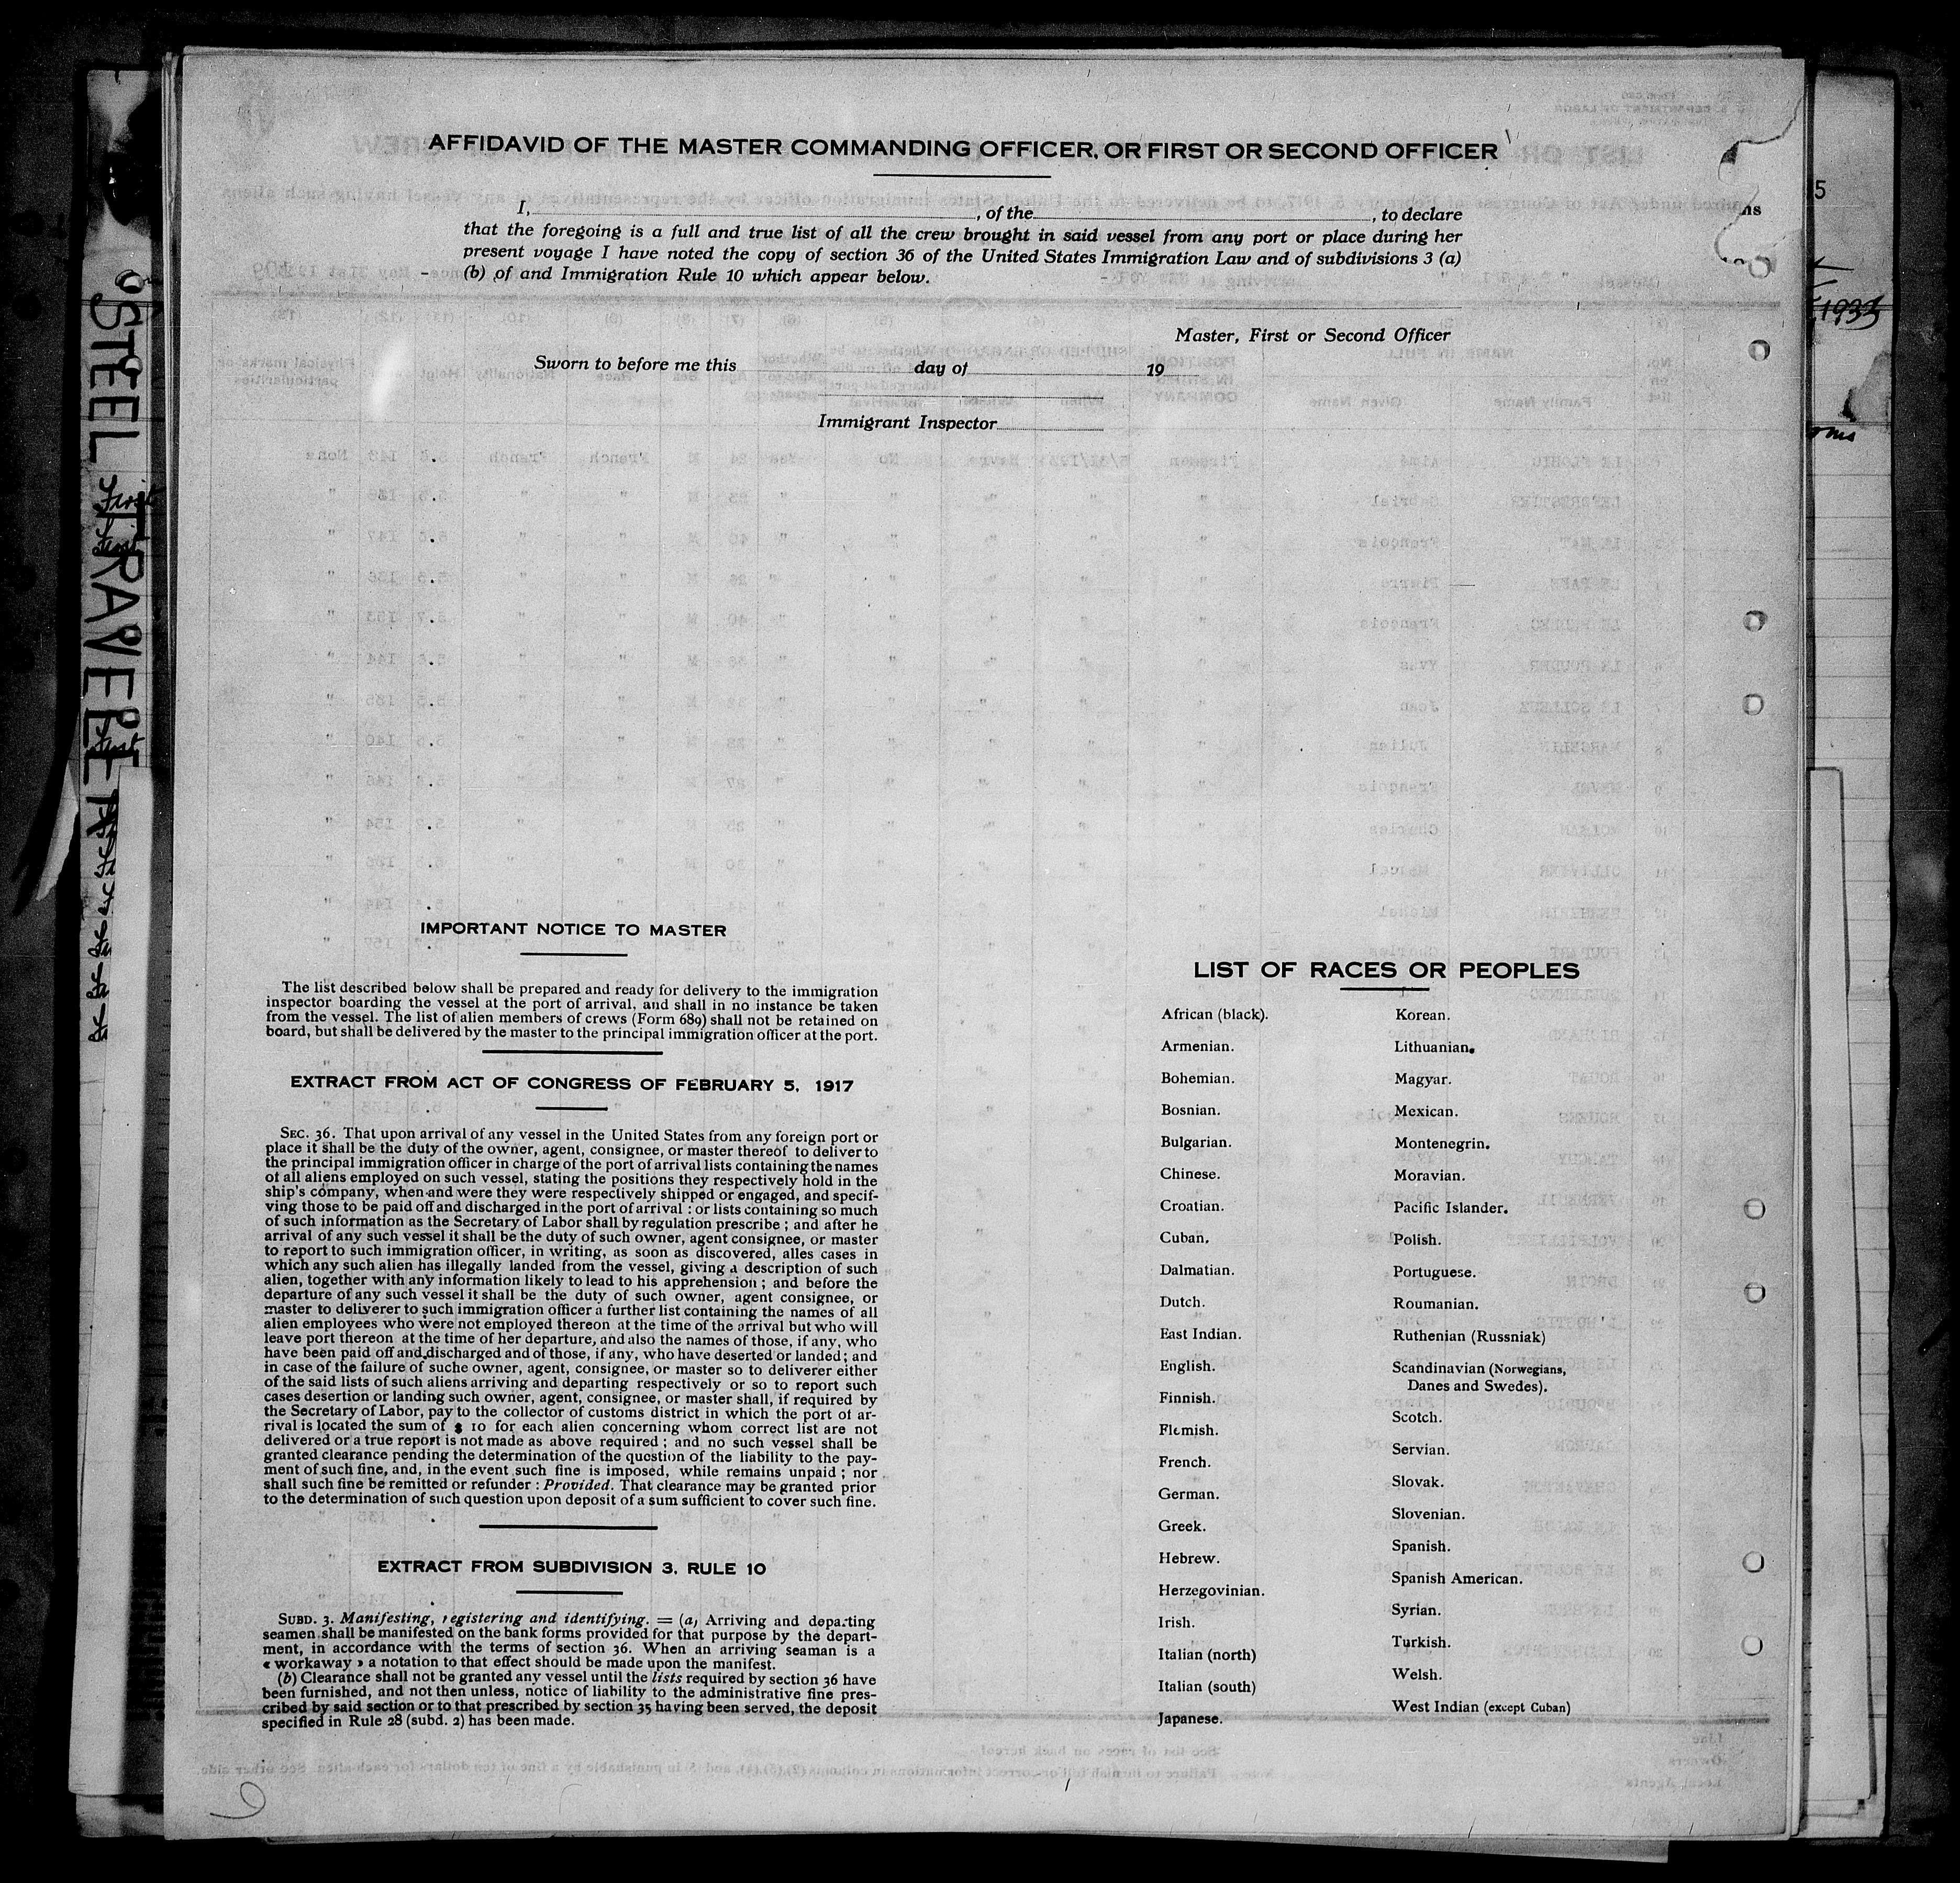 AFFIDAVID OF THE MASTER COMMANDING OFFICER, OR FIRST OR SECOND OFFICER
I, , of the , to declare
that the foregoing is a full and true list of all the crew brought in said vessel from any port or place during her
present voyage I have noted the copy of section 36 of the United States Immigration Law and of subdivisions 3 (a)
(b) of and Immigration Rule 10 which appear below.
Master, First or Second Officer
Sworn to before me this day of 19
Immigrant Inspector
IMPORTANT NOTICE TO MASTER
The list described below shall be prepared and ready for delivery to the immigration
inspector boarding the vessel at the port of arrival, and shall in no instance be taken
from the vessel. The list of alien members of crews (Form 689) shall not be retained on
board, but shall be delivered by the master to the principal immigration officer at the port.
EXTRACT FROM ACT OF CONGRESS OF FEBRUARY 5, 1917
SEC. 36. That upon arrival of any vessel in the United States from any foreign port or
place it shall be the duty of the owner, agent, consignee, or master thereof to deliver to
the principal immigration officer in charge of the port of arrival lists containing the names
of all aliens employed on such vessel, stating the positions they respectively hold in the
ship's company, when and were they were respectively shipped or engaged, and specif-
ving those to be paid off and discharged in the port of arrival : or lists containing so much
of such information as the Secretary of Labor shall by regulation prescribe ; and after he
arrival of any such vessel it shall be the duty of such owner, agent consignee, or master
to report to such immigration officer, in writing, as soon as discovered, alles cases in
which any such alien has illegally landed from the vessel, giving a description of such
alien, together with any information likely to lead to his apprehension ; and before the
departure of any such vessel it shall be the duty of such owner, agent consignee, or
master to deliverer to such immigration officer a further list containing the names of all
alien employees who were not employed thereon at the time of the arrival but who will
leave port thereon at the time of her departure, and also the names of those, if any, who
have been paid off and discharged and of those, if any, who have deserted or landed; and
in case of the failure of suche owner, agent, consignee, or master so to deliverer either
of the said lists of such aliens arriving and departing respectively or so to report such
cases desertion or landing such owner, agent, consignee, or master shall, if required by
the Secretary of Labor, pay to the collector of customs district in which the port of ar-
rival is located the sum of $ 10 for each alien concerning whom correct list are not
delivered or a true report is not made as above required ; and no such vessel shall be
granted clearance pending the determination of the question of the liability to the pay-
ment of such fine, and, in the event such fine is imposed, while remains unpaid ; nor
shall such fine be remitted or refunder : Provided. That clearance may be granted prior
to the determination of such question upon deposit of a sum sufficient to cover such fine.
EXTRACT FROM SUBDIVISION 3, RULE 10
SUBD. 3. Manifesting, registering and identifying. = (a) Arriving and departing
seamen shall be manifested on the bank forms provided for that purpose by the depart-
ment, in accordance with the terms of section 36. When an arriving seaman is a
« workaway » a notation to that effect should be made upon the manifest.
(b) Clearance shall not be granted any vessel until the lists required by section 36 have
been furnished, and not then unless, notice of liability to the administrative fine pres-
cribed by said section or to that prescribed by section 35 having been served, the deposit
specified in Rule 28 (subd. 2) has been made.
LIST OF RACES OR PEOPLES
African (black).
Armenian.
Bohemian.
Bosnian.
Bulgarian.
Chinese.
Croatian.
Cuban.
Dalmatian.
Dutch.
East Indian.
English.
Finnish.
Flemish.
French.
German.
Greek.
Hebrew.
Herzegovinian.
Irish.
Italian (north)
Italian (south)
Japanese.
Korean.
Lithuanian.
Magyar.
Mexican.
Montenegrin.
Moravian.
Pacific Islander.
Polish.
Portuguese.
Roumanian.
Ruthenian (Russniak)
Scandinavian (Norwegians,
Danes and Swedes).
Scotch.
Servian.
Slovak.
Slovenian.
Spanish.
Spanish American.
Syrian.
Turkish.
Welsh.
West Indian (except Cuban)
STEEL TRAVELER
5
1933
6